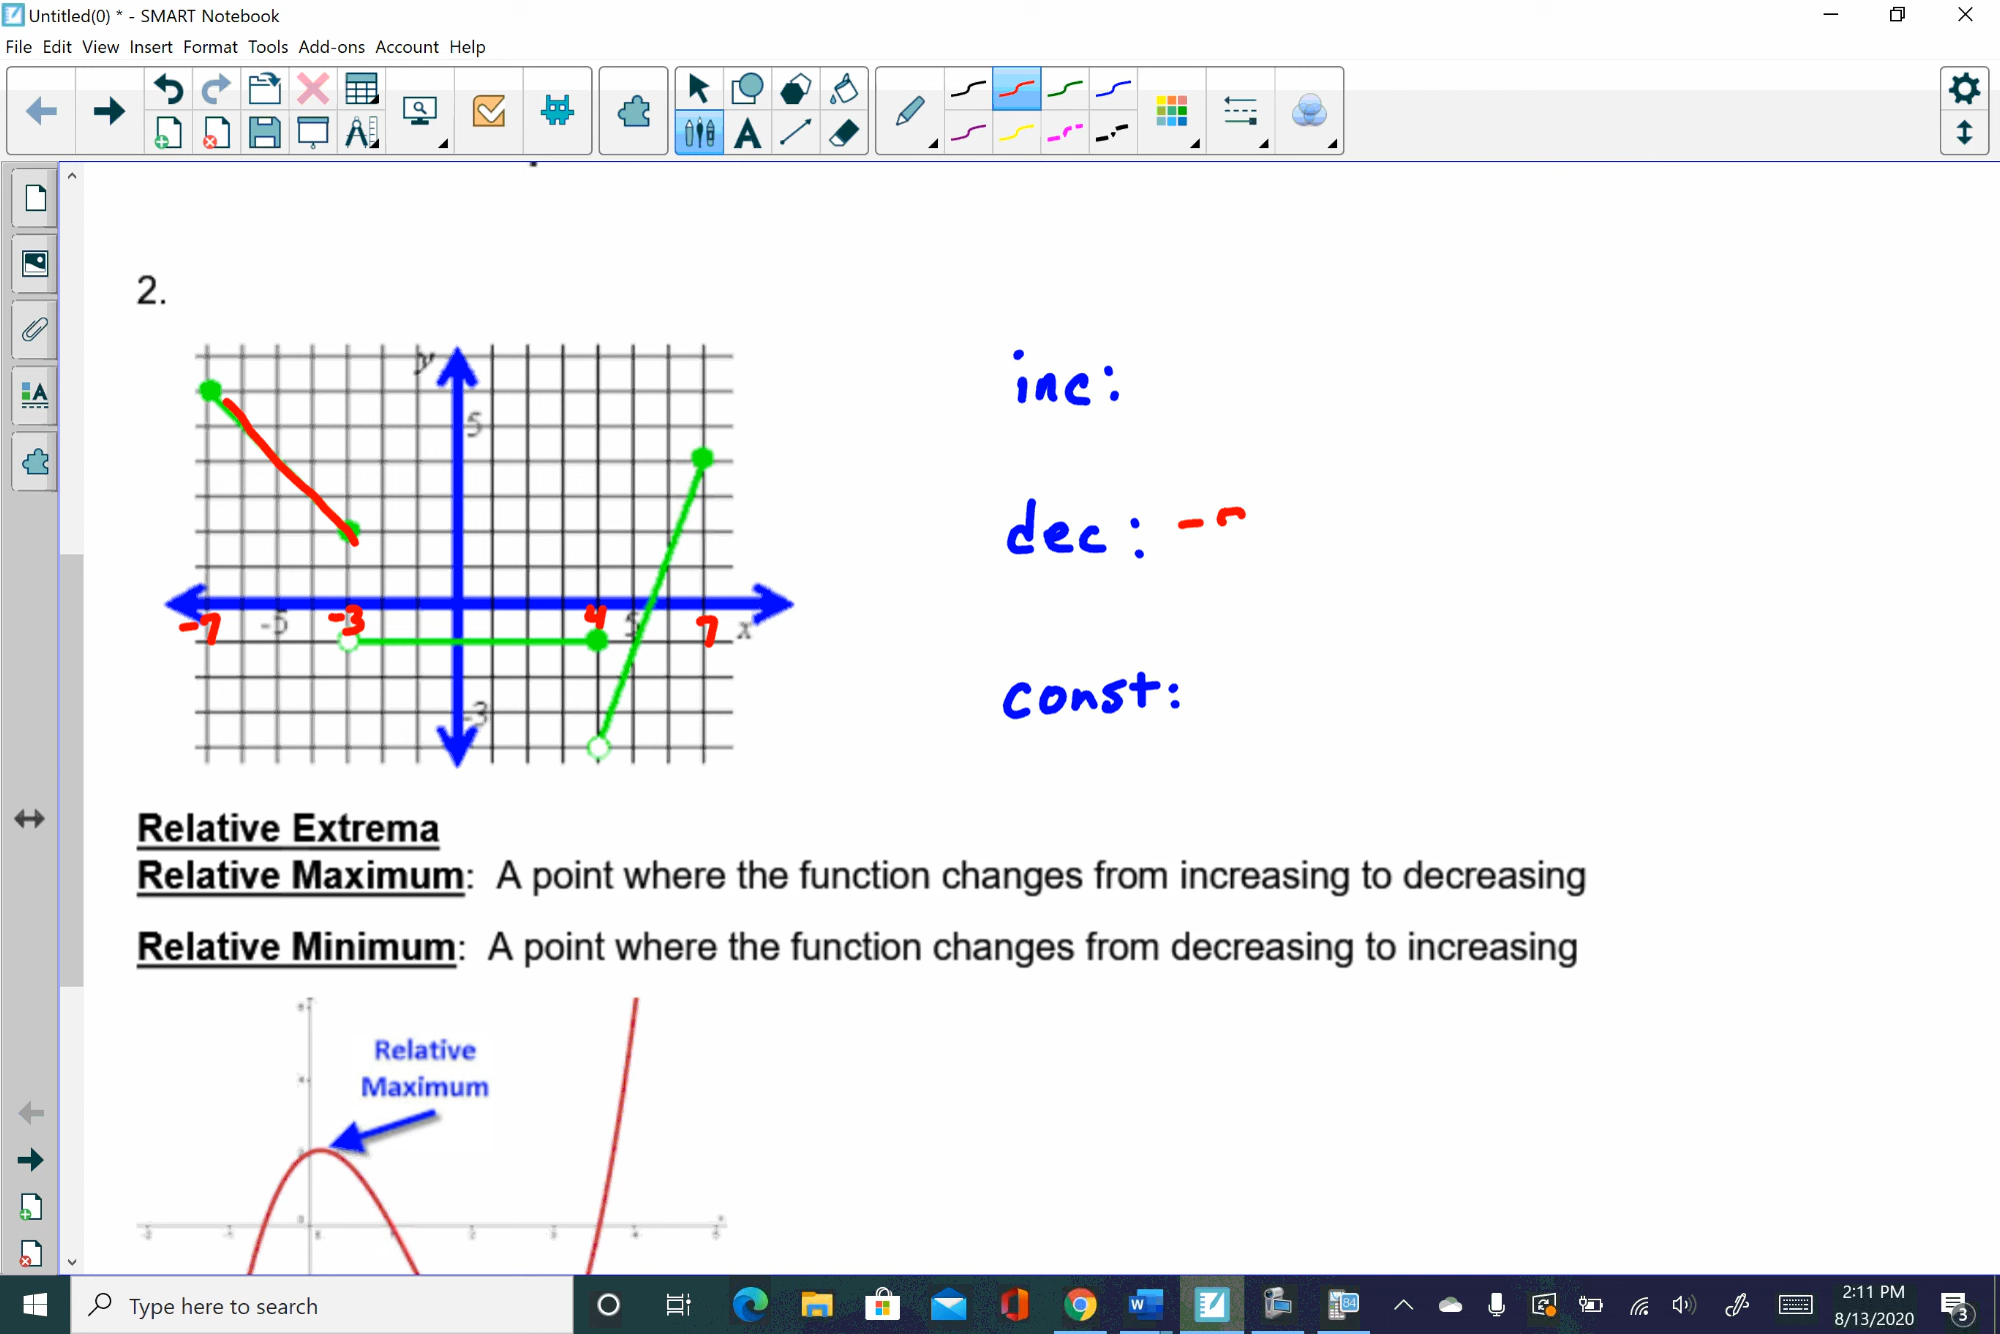 Untitled(0) * - SMART Notebook
File Edit View Insert Format Tools Add-ons Account Help
2.
y
5
inc:
dec: -
-7 -5 -3 4 5 7 x
const:
-3
Relative Extrema
Relative Maximum: A point where the function changes from increasing to decreasing
Relative Minimum: A point where the function changes from decreasing to increasing
Relative
Maximum
Type here to search
84
2:11 PM
8/13/2020
3